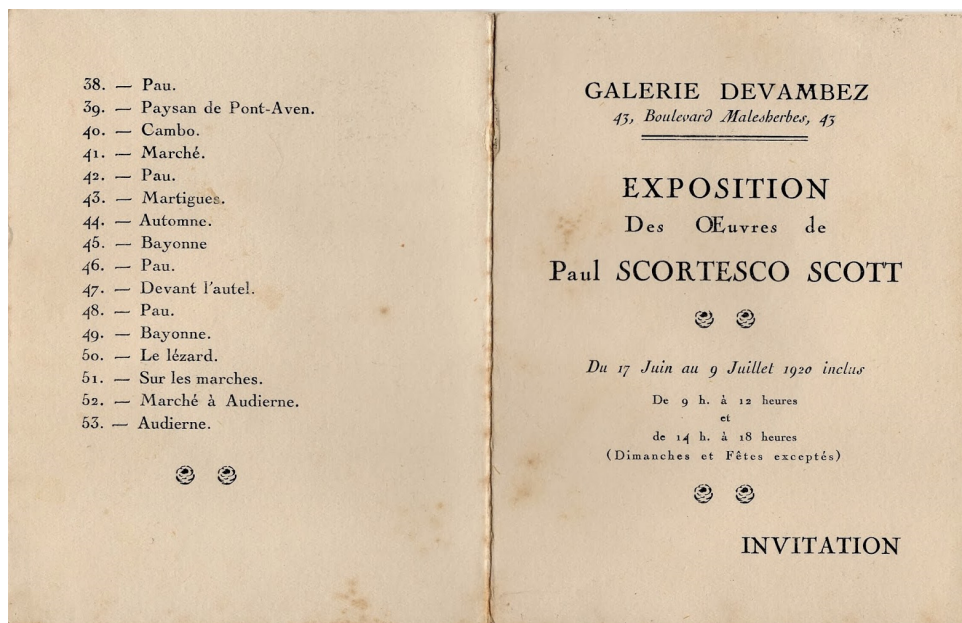 38. — Pau.
39. — Paysan de Pont-Aven.
40. — Cambo.
41. — Marché.
42. — Pau.
43. — Martigues.
44. — Automne.
45. — Bayonne
46. — Pau.
47. — Devant l'autel.
48. — Pau.
49. — Bayonne.
50. — Le lézard.
51. — Sur les marches.
52. — Marché à Audierne.
53. — Audierne.
GALERIE DEVAMBEZ
43, Boulevard Malesherbes, 43
EXPOSITION
Des Œuvres de
Paul SCORTESCO SCOTT
Du 17 Juin au 9 Juillet 1920 inclus
De 9 h. à 12 heures
et
de 14 h. à 18 heures
(Dimanches et Fêtes exceptés)
INVITATION